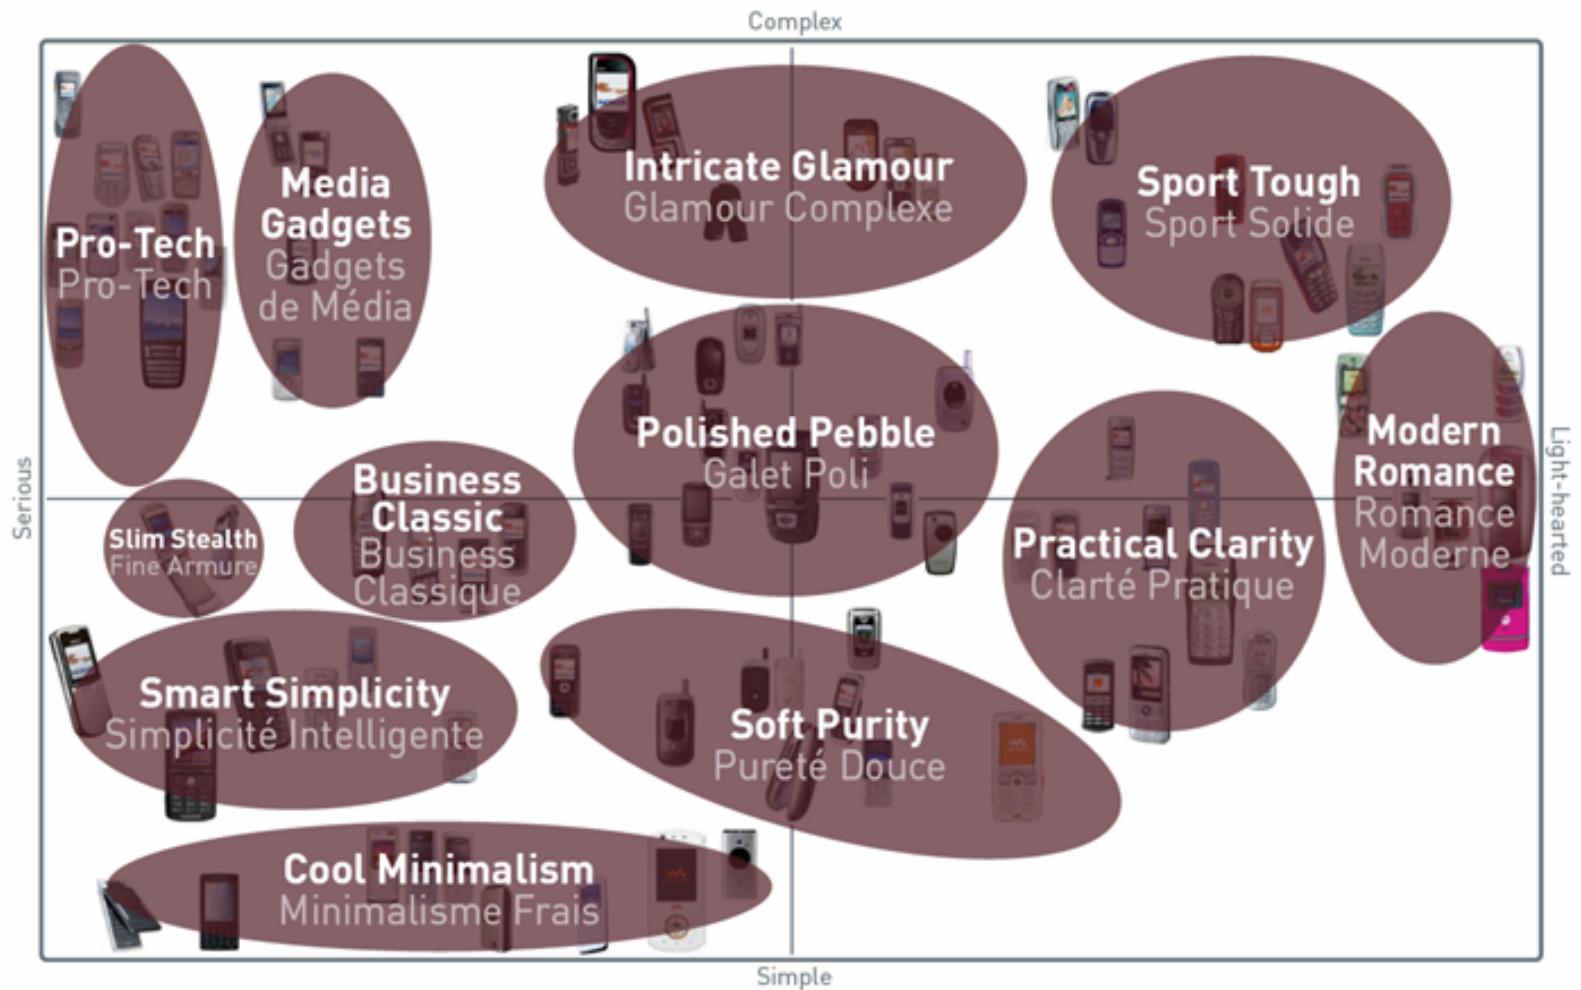 Complex
Serious
Light-hearted
Pro-Tech
Pro-Tech
Media
Gadgets
Gadgets
de Média
Intricate Glamour
Glamour Complexe
Sport Tough
Sport Solide
Polished Pebble
Galet Poli
Modern
Romance
Romance
Moderne
Business
Classic
Business
Classique
Slim Stealth
Fine Armure
Practical Clarity
Clarté Pratique
Smart Simplicity
Simplicité Intelligente
Soft Purity
Pureté Douce
Cool Minimalism
Minimalisme Frais
Simple